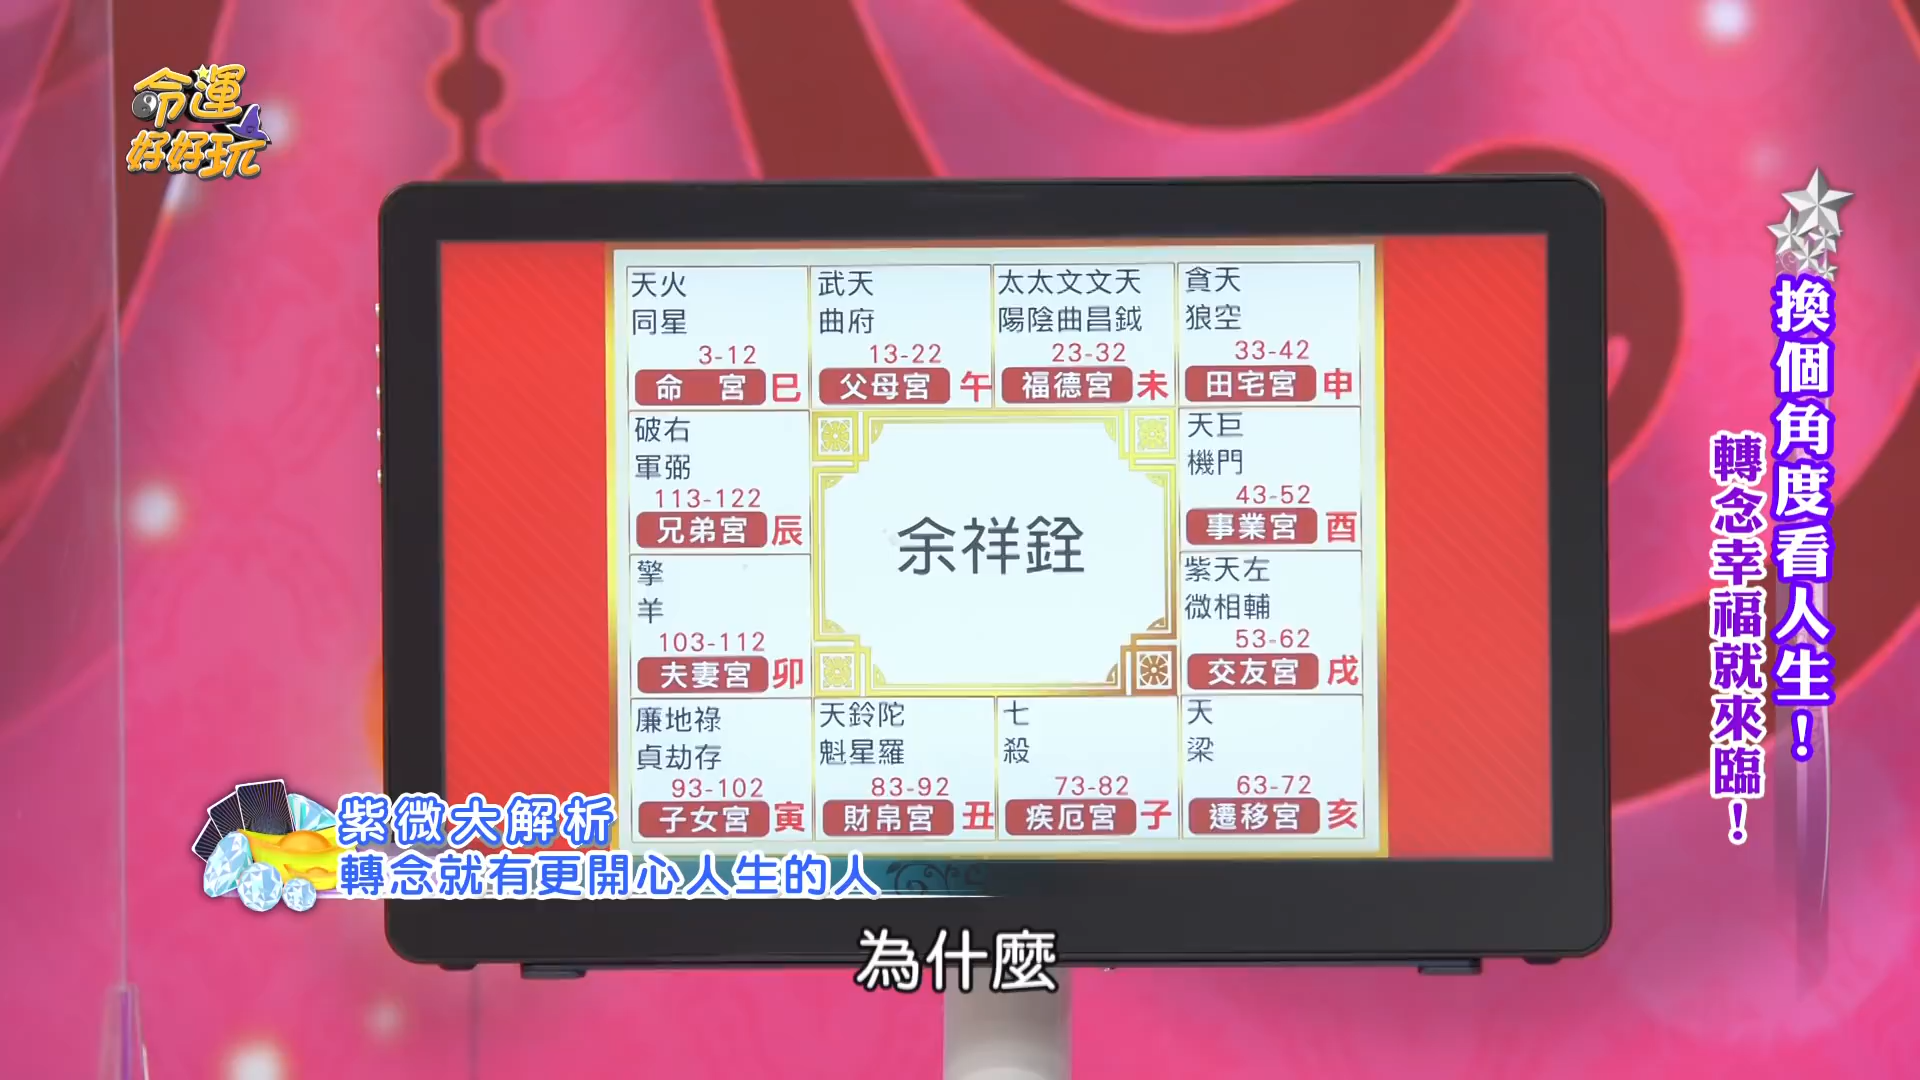 命運
好好玩
換個角度看人生!
轉念幸福就來臨!
天火
同星
3-12
命 宮 巳
武天
曲府
13-22
父母宮 午
太太文文天
陽陰曲昌鉞
23-32
福德宮 未
貪天
狼空
33-42
田宅宮 申
破右
軍弼
113-122
兄弟宮 辰
天巨
機門
43-52
事業宮 酉
余祥銓
擎
羊
103-112
夫妻宮 卯
紫天左
微相輔
53-62
交友宮 戌
廉地祿
貞劫存
93-102
子女宮 寅
天鈴陀
魁星羅
83-92
財帛宮 丑
七
殺
73-82
疾厄宮 子
天
梁
63-72
遷移宮 亥
紫微大解析
轉念就有更開心人生的人
為什麼